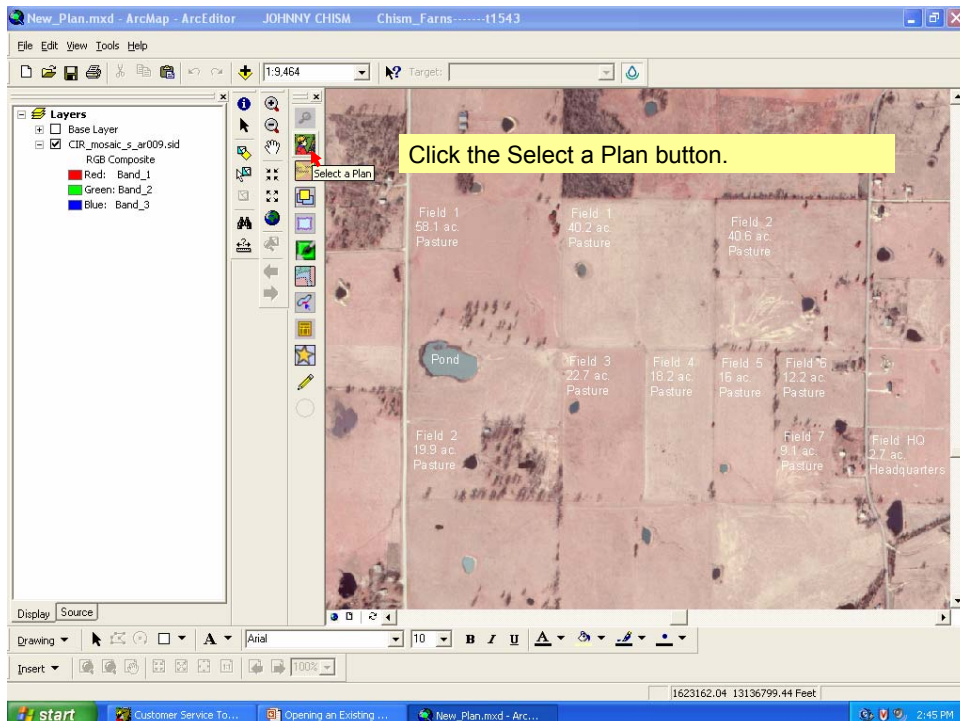 New_Plan.mxd - ArcMap - ArcEditor JOHNNY CHISM Chism_Farns-------t1543
File Edit View Tools Help
1:9,464
Target:
Layers
Base Layer
CIR_mosaic_s_ar009.sid
RGB Composite
Red: Band_1
Green: Band_2
Blue: Band_3
Click the Select a Plan button.
Select a Plan
Field 1
58.1 ac.
Pasture
Field 1
40.2 ac.
Pasture
Field 2
40.6 ac.
Pasture
Pond
Field 3
22.7 ac.
Pasture
Field 4
18.2 ac.
Pasture
Field 5
16 ac.
Pasture
Field 6
12.2 ac.
Pasture
Field 2
19.9 ac.
Pasture
Field 7
9.1 ac.
Pasture
Field HQ
2.7 ac.
Headquarters
Display Source
Drawing A Arial 10 B I U A
Insert 100%
1623162.04 13136799.44 Feet
start Customer Service To... Opening an Existing ... New_Plan.mxd - Arc... 2:45 PM